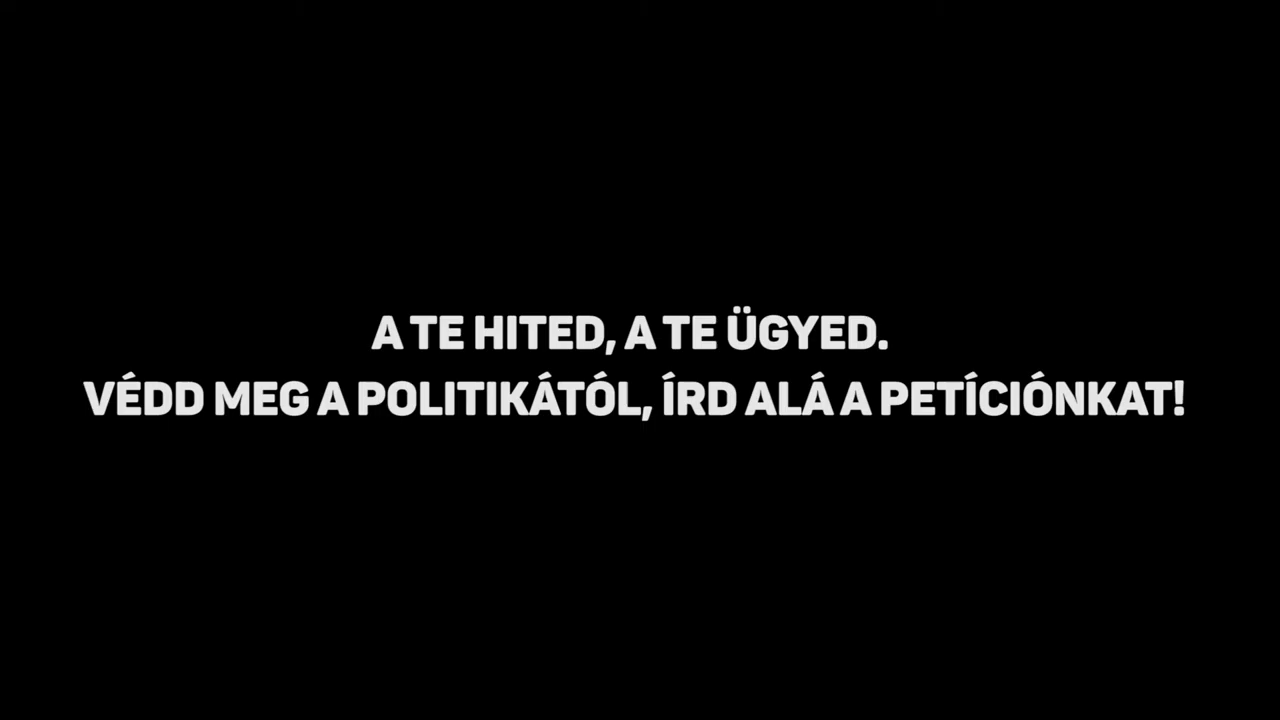 A TE HITED, A TE ÜGYED.
VÉDD MEG A POLITIKÁTÓL, ÍRD ALÁ A PETÍCIÓNKAT!